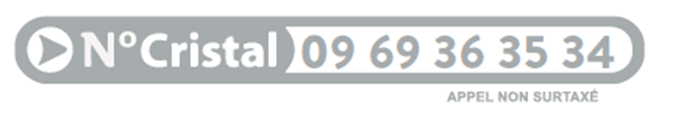 N°Cristal 09 69 36 35 34
APPEL NON SURTAXÉ